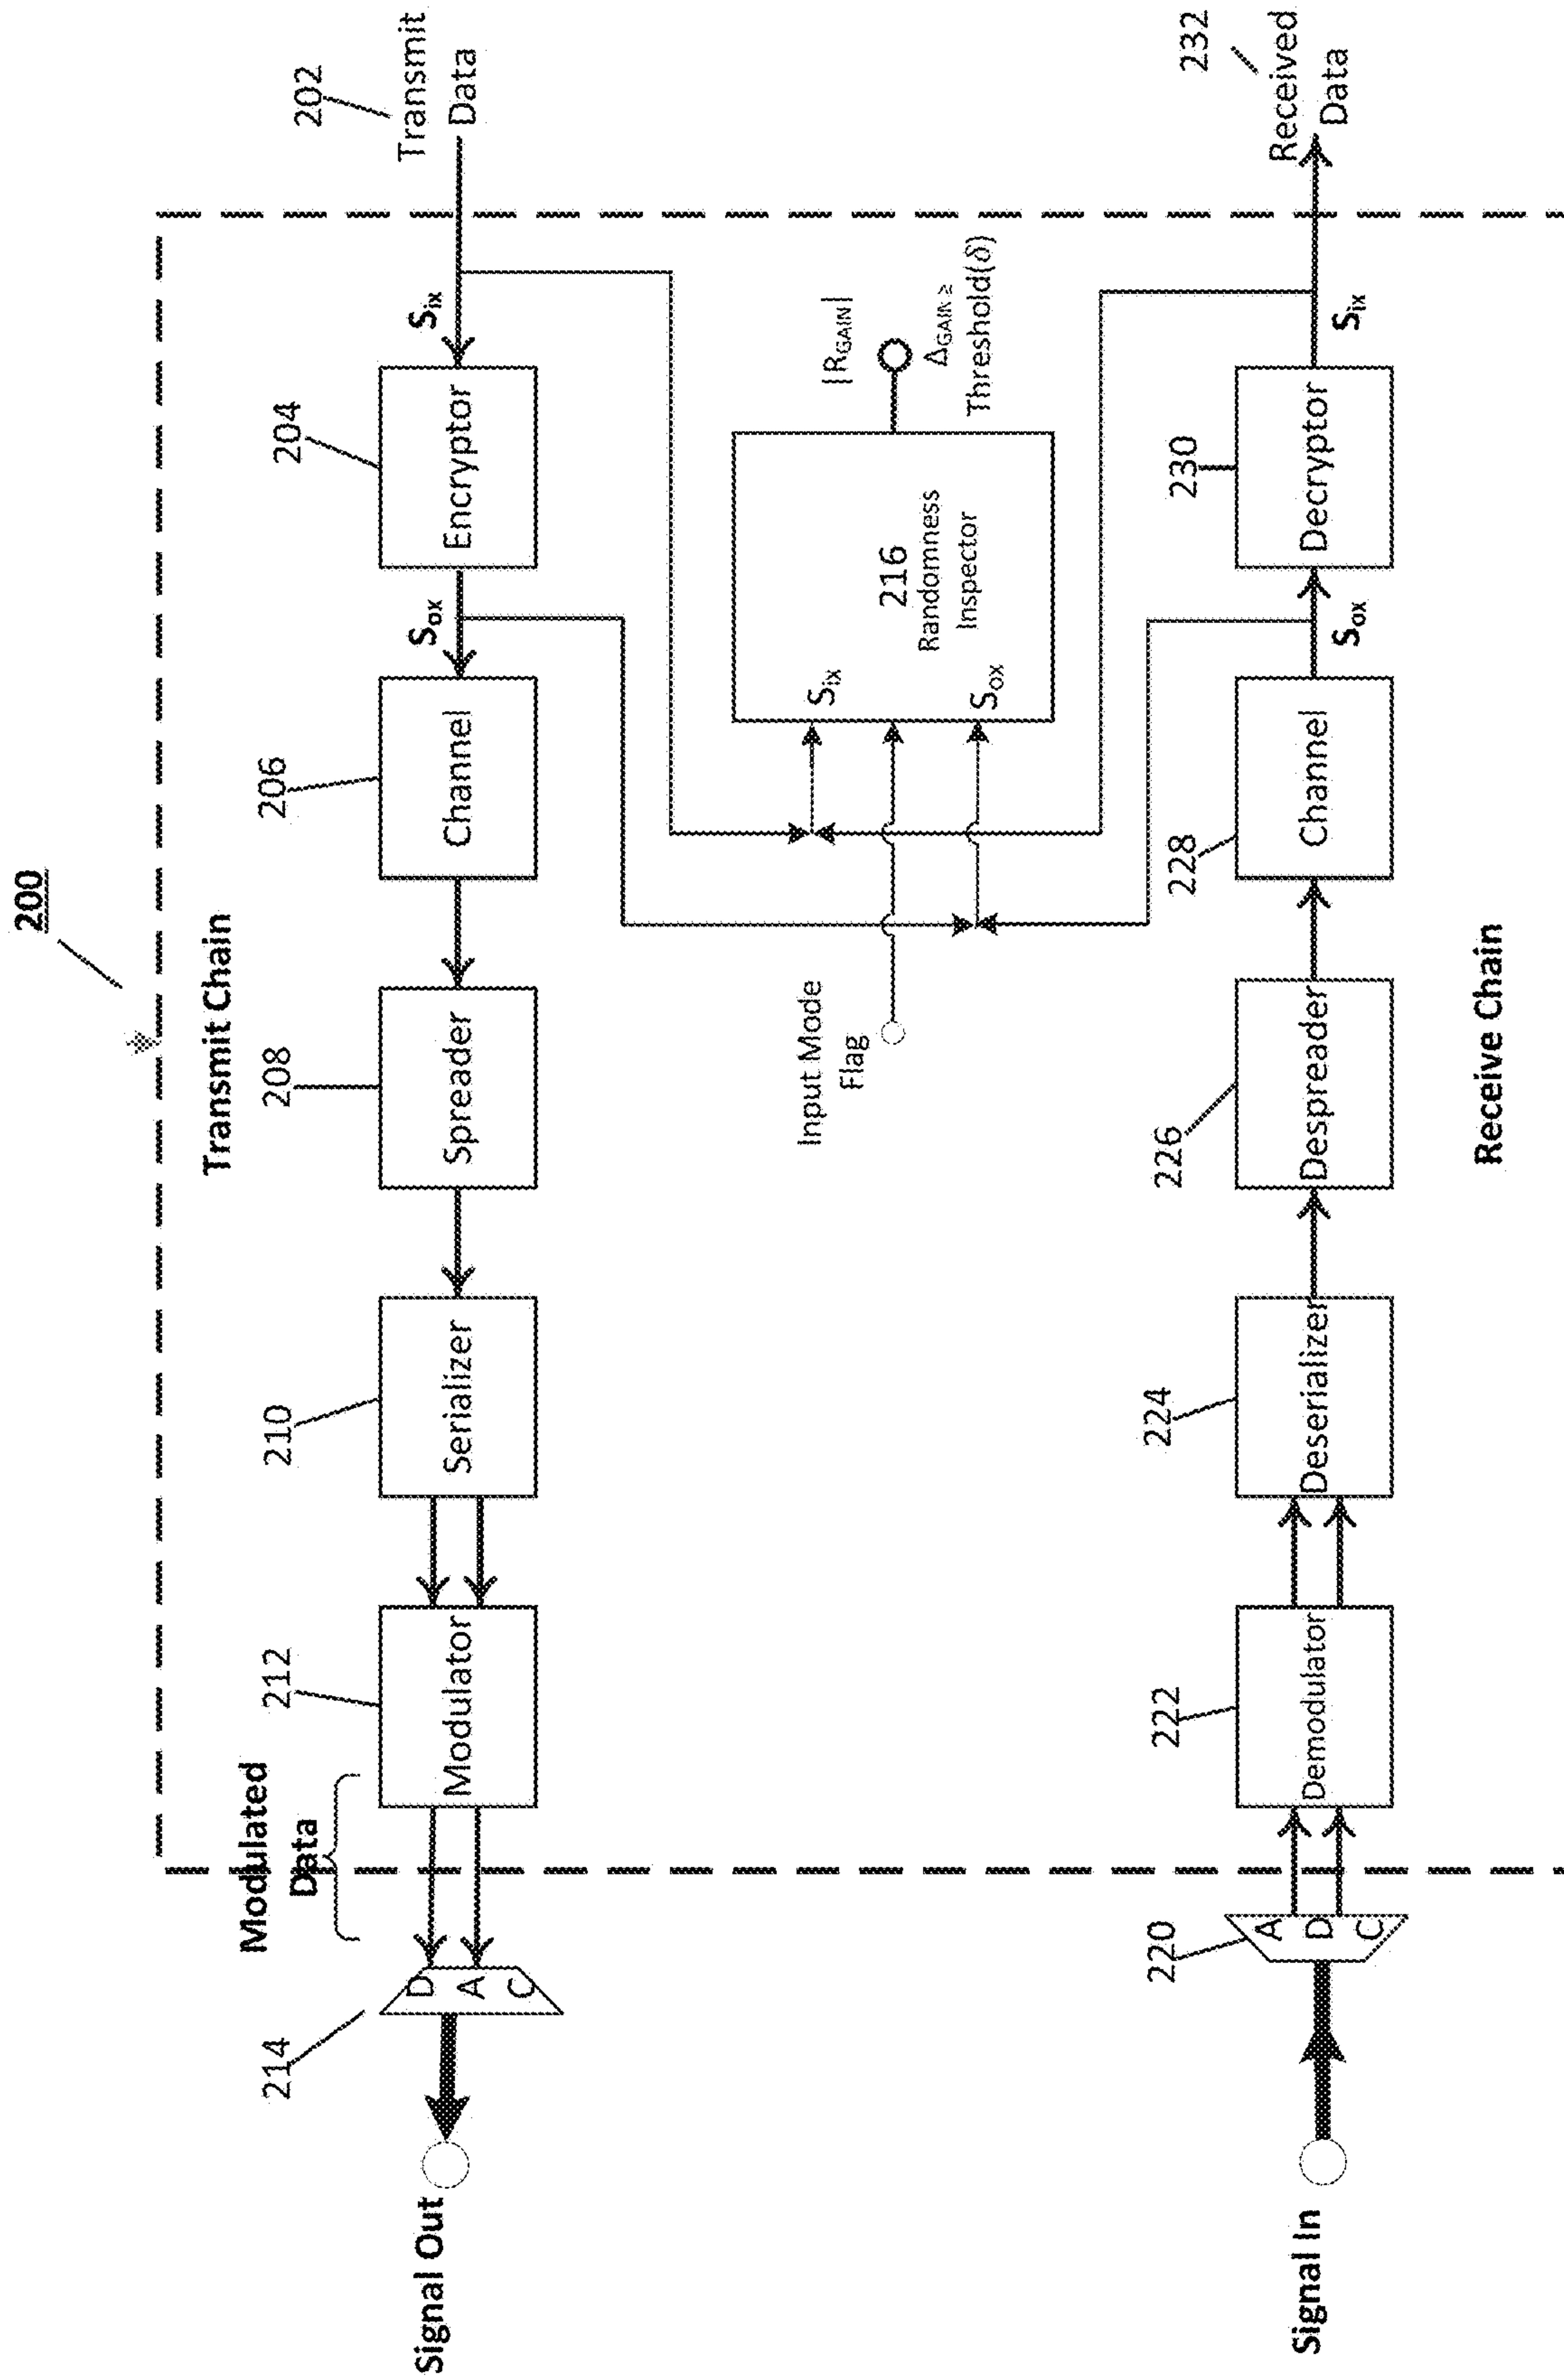 200
Transmit Chain
Modulated
Data
214
212
210
208
206
204
202
Transmit
Data
Signal Out
D
A
C
Modulator
Serializer
Spreader
Channel
Encryptor
S_ox
S_ix
Input Mode
Flag
S_ix
S_ox
216
Randomness
Inspector
|R_GAIN|
Δ_GAIN ≥
Threshold(δ)
220
222
224
226
228
230
232
Received
Data
Signal In
A
D
C
Demodulator
Deserializer
Despreader
Channel
Decryptor
S_ox
S_ix
Receive Chain